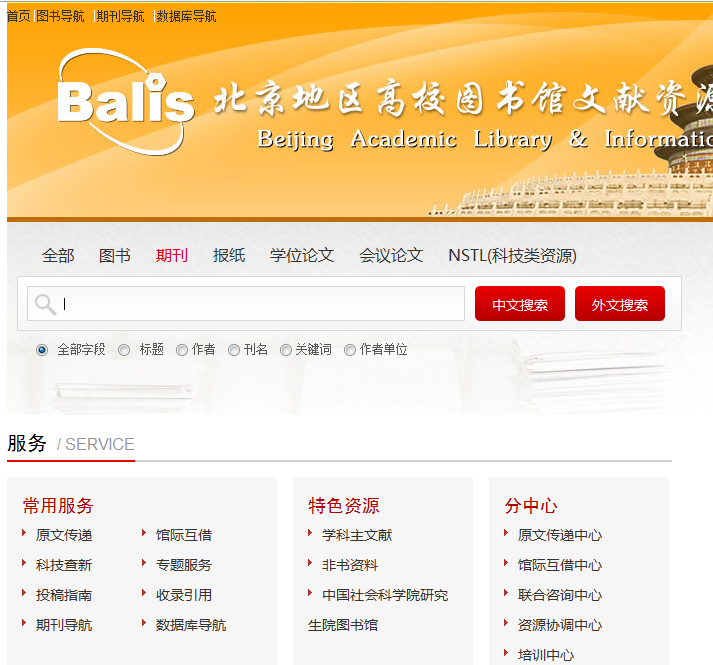 首页 |图书导航 |期刊导航 |数据库导航
Balis 北京地区高校图书馆文献资源
Beijing Academic Library & Informatio
全部 图书 期刊 报纸 学位论文 会议论文 NSTL(科技类资源)
中文搜索 外文搜索
全部字段 标题 作者 刊名 关键词 作者单位
服务 / SERVICE
常用服务
原文传递 馆际互借
科技查新 专题服务
投稿指南 收录引用
期刊导航 数据库导航
特色资源
学科主文献
非书资料
中国社会科学院研究
生院图书馆
分中心
原文传递中心
馆际互借中心
联合咨询中心
资源协调中心
培训中心